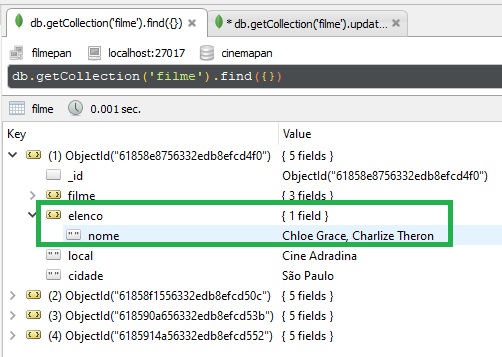 db.getCollection('filme').find({}) * db.getCollection('filme').updat...
filmepan localhost:27017 cinemapan
db.getCollection('filme').find({})
filme 0.001 sec.
Key Value
(1) ObjectId("61858e8756332edb8efcd4f0") { 5 fields }
_id ObjectId("61858e8756332edb8efcd4f0")
filme { 3 fields }
elenco { 1 field }
nome Chloe Grace, Charlize Theron
local Cine Adradina
cidade São Paulo
(2) ObjectId("61858f1556332edb8efcd50c") { 5 fields }
(3) ObjectId("618590a656332edb8efcd53b") { 5 fields }
(4) ObjectId("6185914a56332edb8efcd552") { 5 fields }